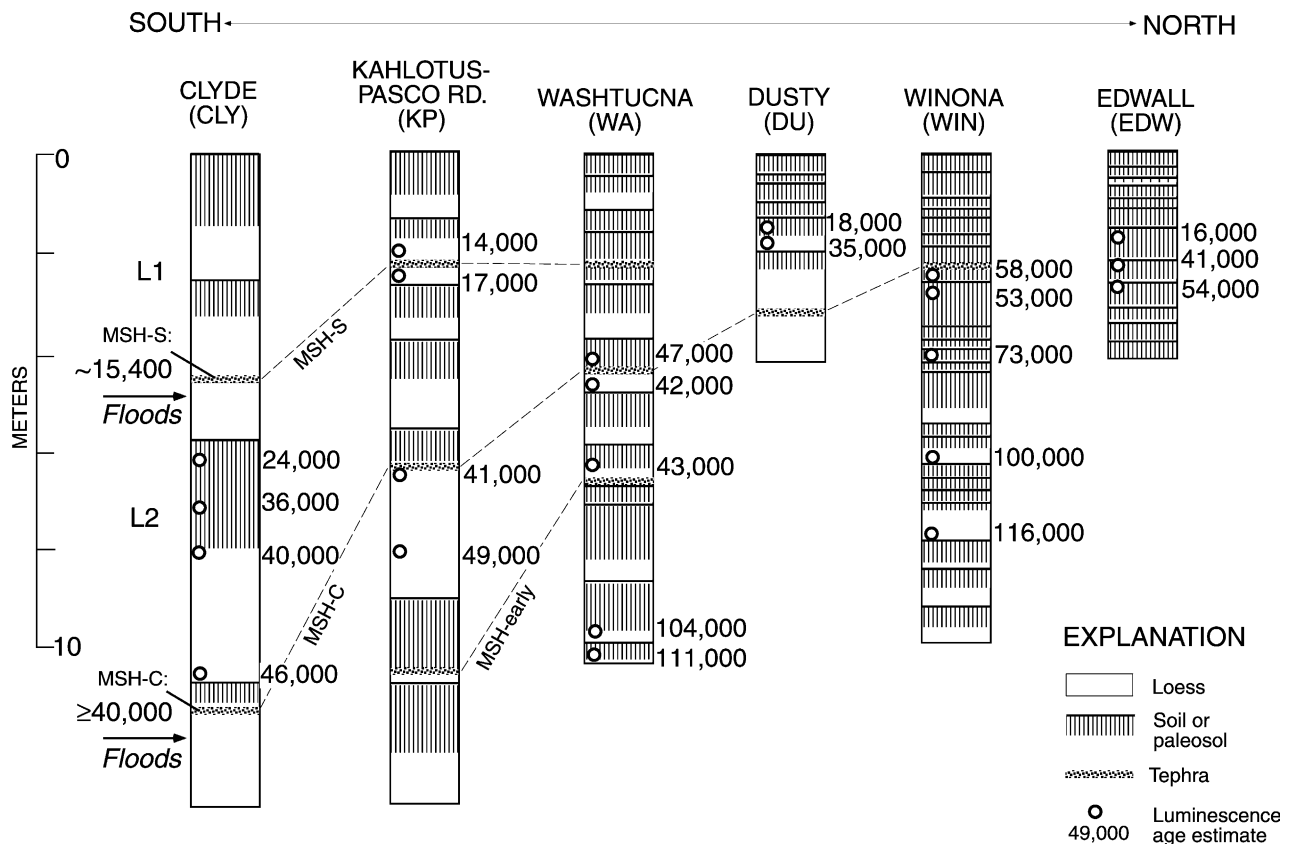 SOUTH
NORTH
CLYDE
(CLY)
KAHLOTUS-
PASCO RD.
(KP)
WASHTUCNA
(WA)
DUSTY
(DU)
WINONA
(WIN)
EDWALL
(EDW)
METERS
0
10
L1
MSH-S:
~15,400
Floods
L2
MSH-C:
≥40,000
Floods
24,000
36,000
40,000
46,000
MSH-S
MSH-C
14,000
17,000
41,000
49,000
MSH-early
47,000
42,000
43,000
104,000
111,000
18,000
35,000
58,000
53,000
73,000
100,000
116,000
16,000
41,000
54,000
EXPLANATION
Loess
Soil or
paleosol
Tephra
49,000
Luminescence
age estimate